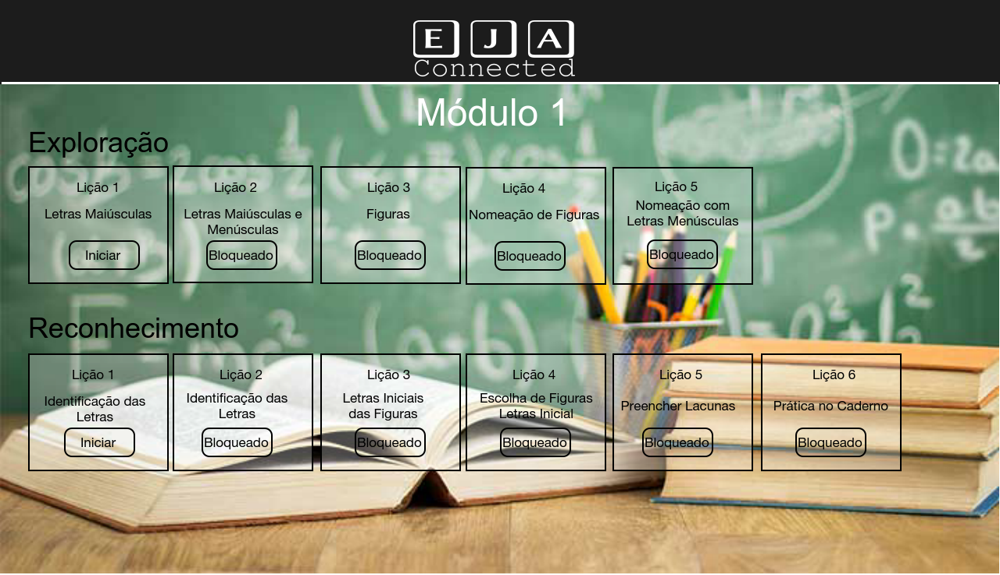 E J A
Connected
Módulo 1
Exploração
Lição 1
Letras Maiúsculas
Iniciar
Lição 2
Letras Maiúsculas e
Menúsculas
Bloqueado
Lição 3
Figuras
Bloqueado
Lição 4
Nomeação de Figuras
Bloqueado
Lição 5
Nomeação com
Letras Menúsculas
Bloqueado
Reconhecimento
Lição 1
Identificação das
Letras
Iniciar
Lição 2
Identificação das
Letras
Bloqueado
Lição 3
Letras Iniciais
das Figuras
Bloqueado
Lição 4
Escolha de Figuras
Letras Inicial
Bloqueado
Lição 5
Preencher Lacunas
Bloqueado
Lição 6
Prática no Caderno
Bloqueado